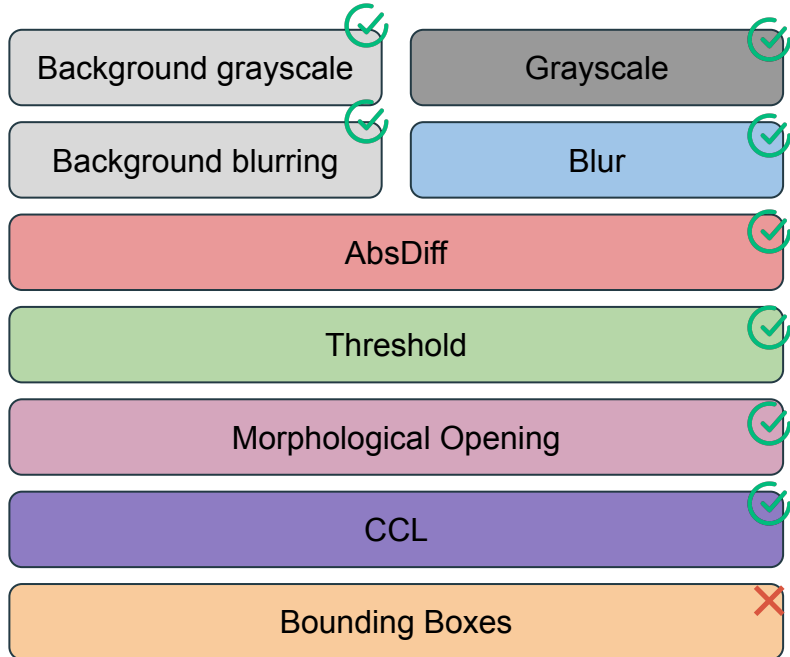 Background grayscale
Grayscale
Background blurring
Blur
AbsDiff
Threshold
Morphological Opening
CCL
Bounding Boxes